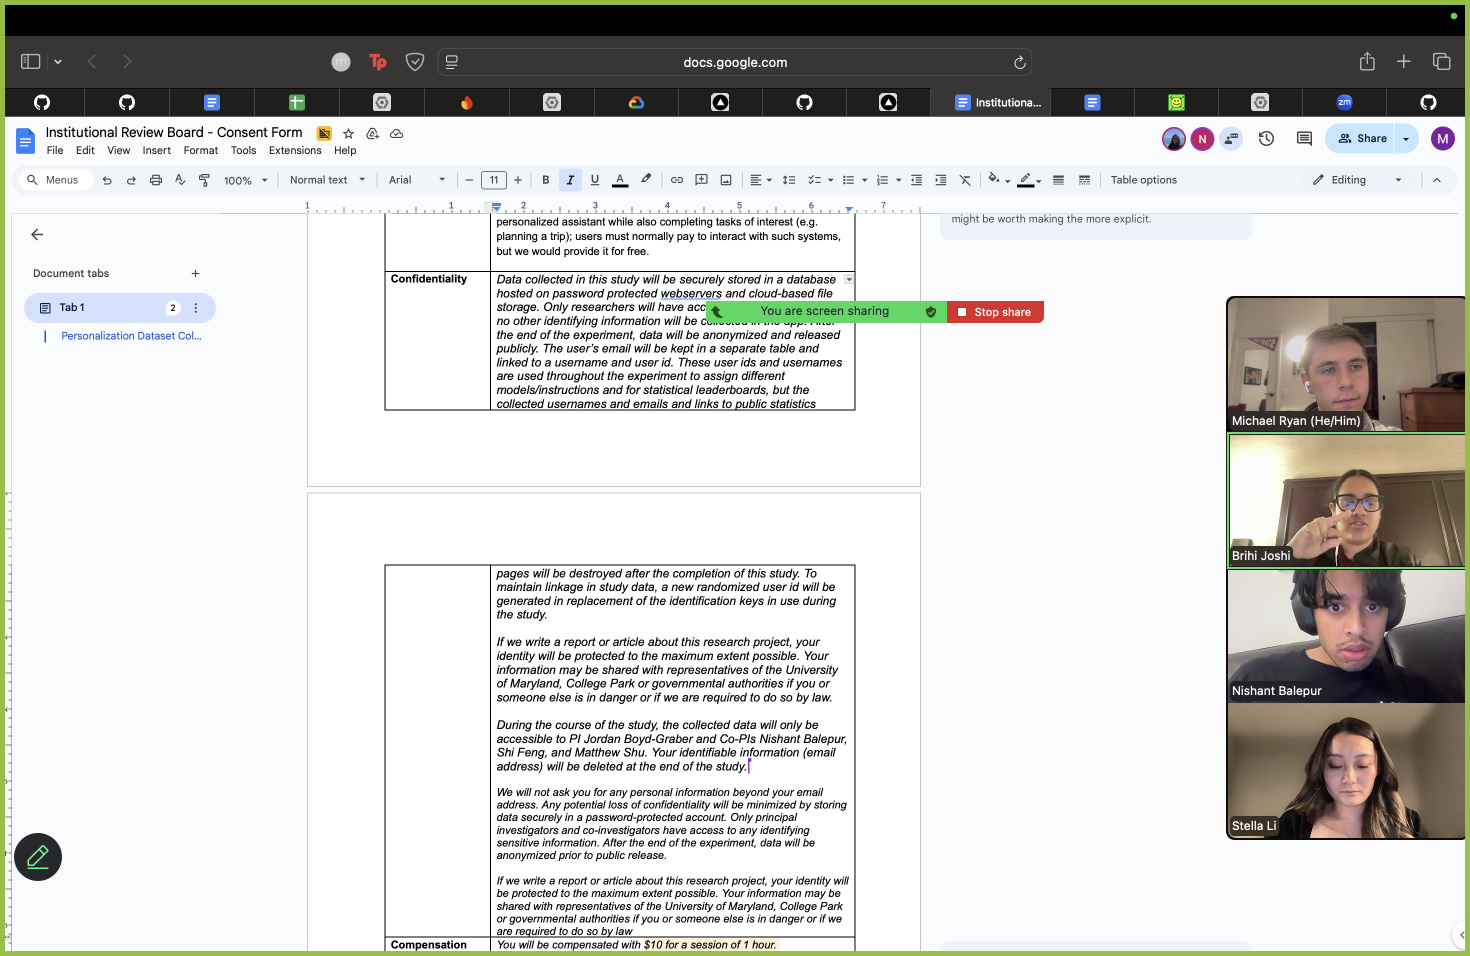 docs.google.com
Tp
m
Instituciona...
zm
Institutional Review Board - Consent Form
File Edit View Insert Format Tools Extensions Help
N
Share
M
Menus
100%
Normal text
Arial
11
B I U A
Table options
Editing
1 1 2 3 4 5 6 7
Document tabs
Tab 1
2
Personalization Dataset Col...
personalized assistant while also completing tasks of interest (e.g.
planning a trip); users must normally pay to interact with such systems,
but we would provide it for free.
might be worth making the more explicit.
Confidentiality
Data collected in this study will be securely stored in a database
hosted on password protected webservers and cloud-based file
storage. Only researchers will have
no other identifying information will be
You are screen sharing
Stop share
the end of the experiment, data will be anonymized and released
publicly. The user's email will be kept in a separate table and
linked to a username and user id. These user ids and usernames
are used throughout the experiment to assign different
models/instructions and for statistical leaderboards, but the
collected usernames and emails and links to public statistics
pages will be destroyed after the completion of this study. To
maintain linkage in study data, a new randomized user id will be
generated in replacement of the identification keys in use during
the study.
If we write a report or article about this research project, your
identity will be protected to the maximum extent possible. Your
information may be shared with representatives of the University
of Maryland, College Park or governmental authorities if you or
someone else is in danger or if we are required to do so by law.
During the course of the study, the collected data will only be
accessible to PI Jordan Boyd-Graber and Co-PIs Nishant Balepur,
Shi Feng, and Matthew Shu. Your identifiable information (email
address) will be deleted at the end of the study.
We will not ask you for any personal information beyond your email
address. Any potential loss of confidentiality will be minimized by storing
data securely in a password-protected account. Only principal
investigators and co-investigators have access to any identifying
sensitive information. After the end of the experiment, data will be
anonymized prior to public release.
If we write a report or article about this research project, your identity will
be protected to the maximum extent possible. Your information may be
shared with representatives of the University of Maryland, College Park
or governmental authorities if you or someone else is in danger or if we
are required to do so by law
Compensation
You will be compensated with $10 for a session of 1 hour.
Michael Ryan (He/Him)
Brihi Joshi
Nishant Balepur
Stella Li